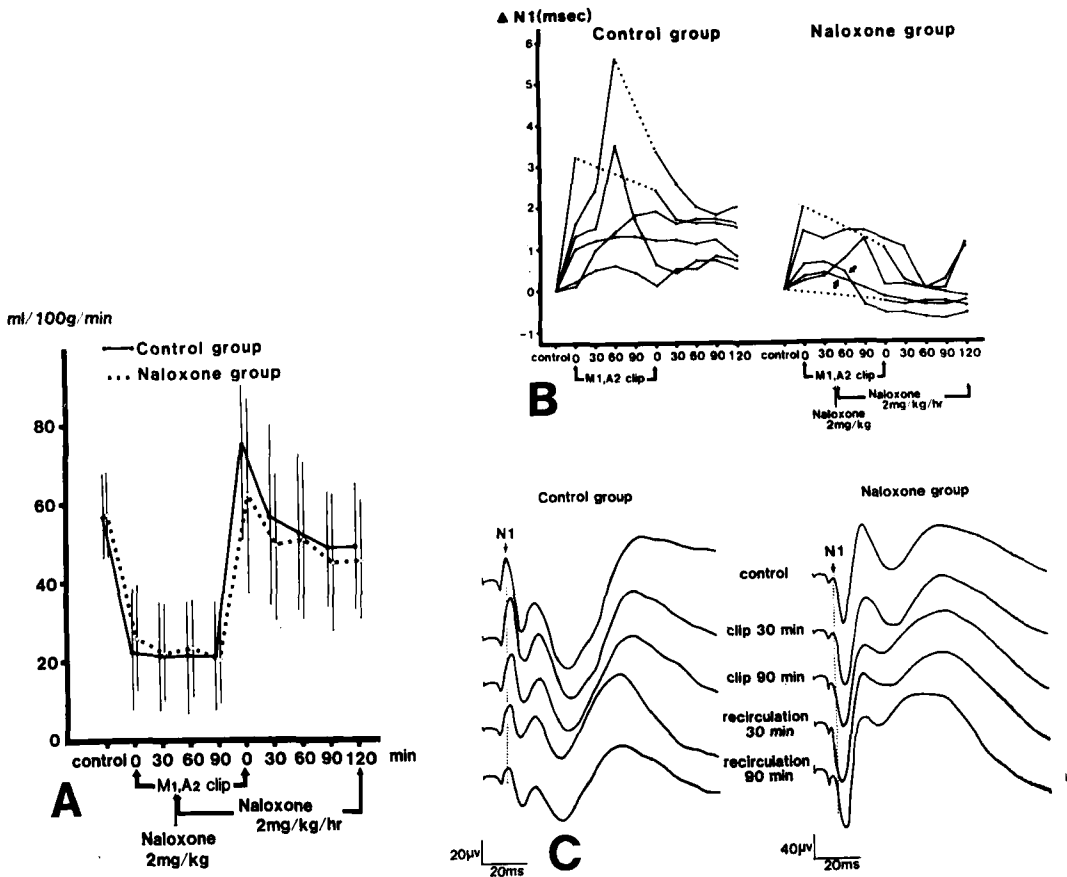 ml/100g/min
Control group
Naloxone group
80
60
40
20
0
control 0 30 60 90 0 30 60 90 120 min
M1,A2 clip
Naloxone
2mg/kg/hr
Naloxone
2mg/kg
A
▲ N1(msec)
Control group
Naloxone group
6
5
4
3
2
1
0
-1
control 0 30 60 90 0 30 60 90 120
M1,A2 clip
control 0 30 60 90 0 30 60 90 120
M1,A2 clip
Naloxone
2mg/kg/hr
Naloxone
2mg/kg
B
Control group
Naloxone group
N1
N1
control
clip 30 min
clip 90 min
recirculation
30 min
recirculation
90 min
20μv
20ms
40μv
20ms
C